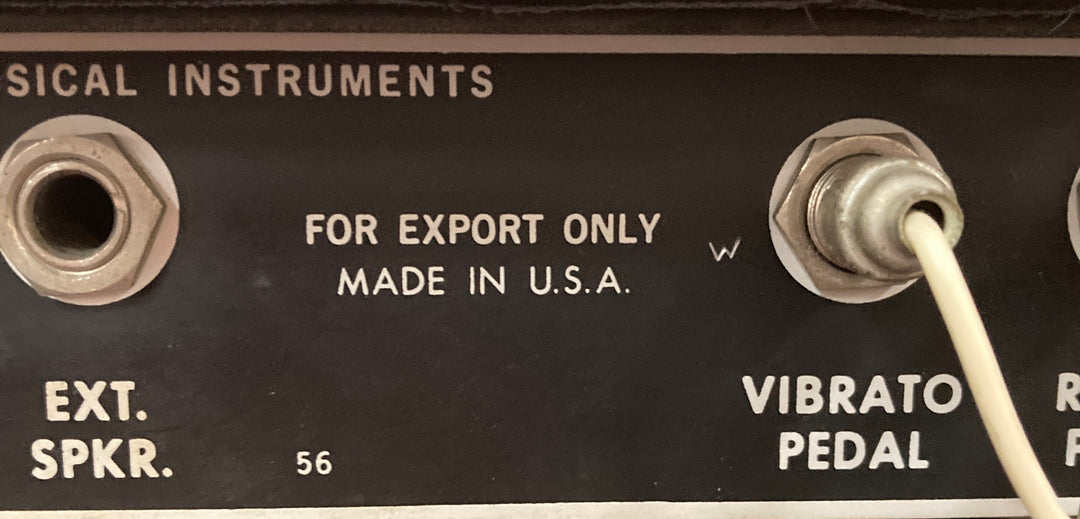 SICAL INSTRUMENTS
FOR EXPORT ONLY
MADE IN U.S.A.
W
EXT.
SPKR.
56
VIBRATO
PEDAL
R
P